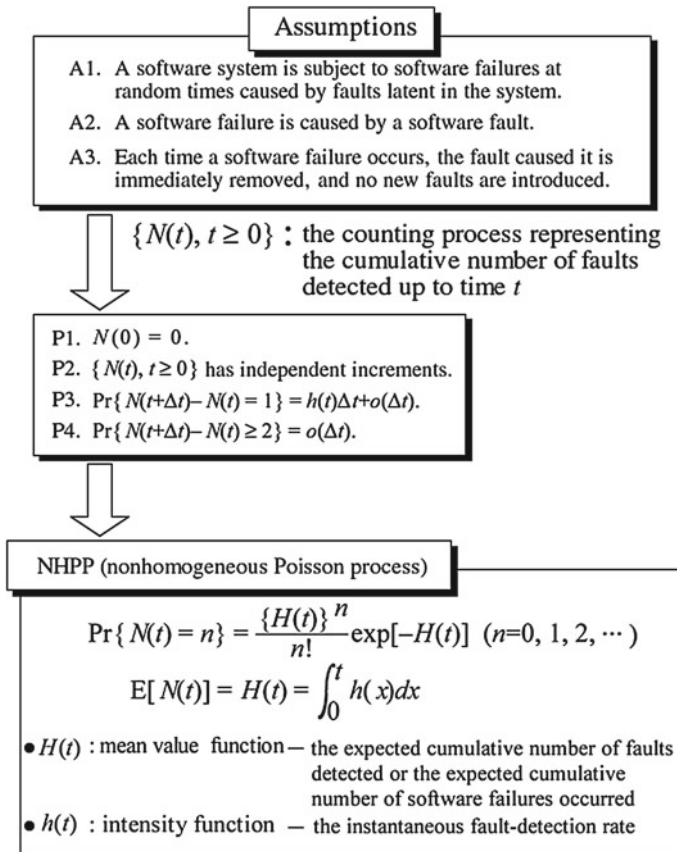 Assumptions
A1. A software system is subject to software failures at
random times caused by faults latent in the system.
A2. A software failure is caused by a software fault.
A3. Each time a software failure occurs, the fault caused it is
immediately removed, and no new faults are introduced.
{N(t), t ≥ 0} : the counting process representing
the cumulative number of faults
detected up to time t
P1. N(0) = 0.
P2. {N(t), t ≥ 0} has independent increments.
P3. Pr{N(t+Δt)−N(t) = 1} = h(t)Δt+o(Δt).
P4. Pr{N(t+Δt)−N(t) ≥ 2} = o(Δt).
NHPP (nonhomogeneous Poisson process)
Pr{N(t) = n} = {H(t)}^n / n! exp[−H(t)] (n=0, 1, 2, ⋯)
E[N(t)] = H(t) = ∫_0^t h(x)dx
• H(t) : mean value function — the expected cumulative number of faults
detected or the expected cumulative
number of software failures occurred
• h(t) : intensity function — the instantaneous fault-detection rate